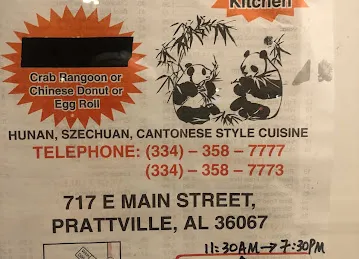 Kitchen
Crab Rangoon or
Chinese Donut or
Egg Roll
HUNAN, SZECHUAN, CANTONESE STYLE CUISINE
TELEPHONE: (334) – 358 – 7777
(334) – 358 – 7773
717 E MAIN STREET,
PRATTVILLE, AL 36067
11:30AM→7:30PM